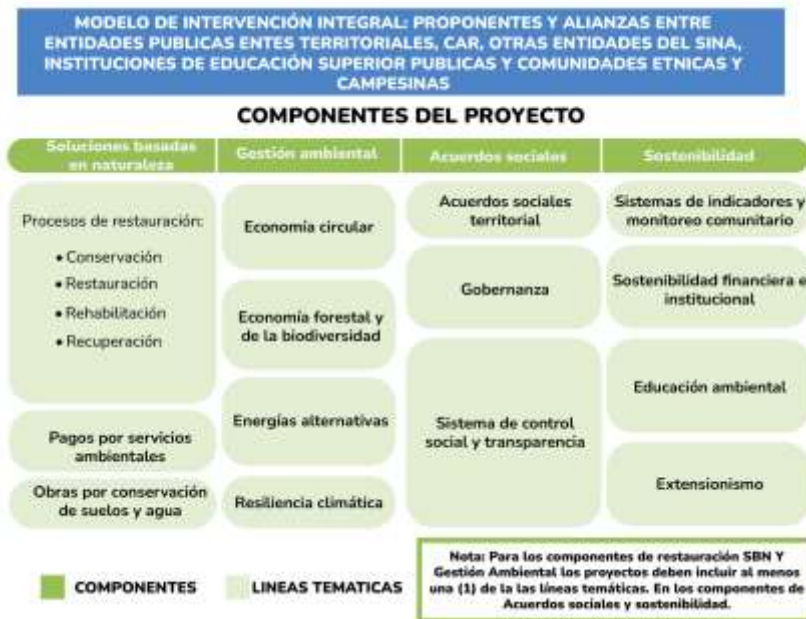 MODELO DE INTERVENCIÓN INTEGRAL: PROPONENTES Y ALIANZAS ENTRE
ENTIDADES PUBLICAS ENTES TERRITORIALES, CAR, OTRAS ENTIDADES DEL SINA,
INSTITUCIONES DE EDUCACIÓN SUPERIOR PUBLICAS Y COMUNIDADES ETNICAS Y
CAMPESINAS
COMPONENTES DEL PROYECTO
Soluciones basadas
en naturaleza
Procesos de restauración:
• Conservación
• Restauración
• Rehabilitación
• Recuperación
Pagos por servicios
ambientales
Obras por conservación
de suelos y agua
Gestión ambiental
Economía circular
Economía forestal y
de la biodiversidad
Energías alternativas
Resiliencia climática
Acuerdos sociales
Acuerdos sociales
territorial
Gobernanza
Sistema de control
social y transparencia
Sostenibilidad
Sistemas de indicadores y
monitoreo comunitario
Sostenibilidad financiera e
institucional
Educación ambiental
Extensionismo
COMPONENTES
LINEAS TEMATICAS
Nota: Para los componentes de restauración SBN Y
Gestión Ambiental los proyectos deben incluir al menos
una (1) de la las líneas temáticas. En los componentes de
Acuerdos sociales y sostenibilidad.